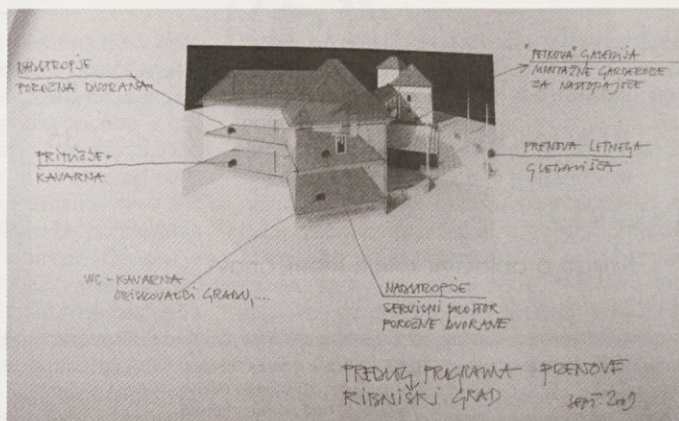 NADSTROPJE
POROČNA DVORANA
PRITLIČJE -
KAVARNA
WC - KAVARNA
OBISKOVALCI GRADU,...
NADSTROPJE
SERVISNI PROSTOR
POROČNE DVORANE
"PETKOVA" GALERIJA
MONTAŽNE GARDEROBE
ZA NASTOPAJOČE
PRENOVA LETNEGA
GLEDALIŠČA
PREDLOG PROGRAMA PRENOVE
RIBNIŠKI GRAD
SEPT. 2009